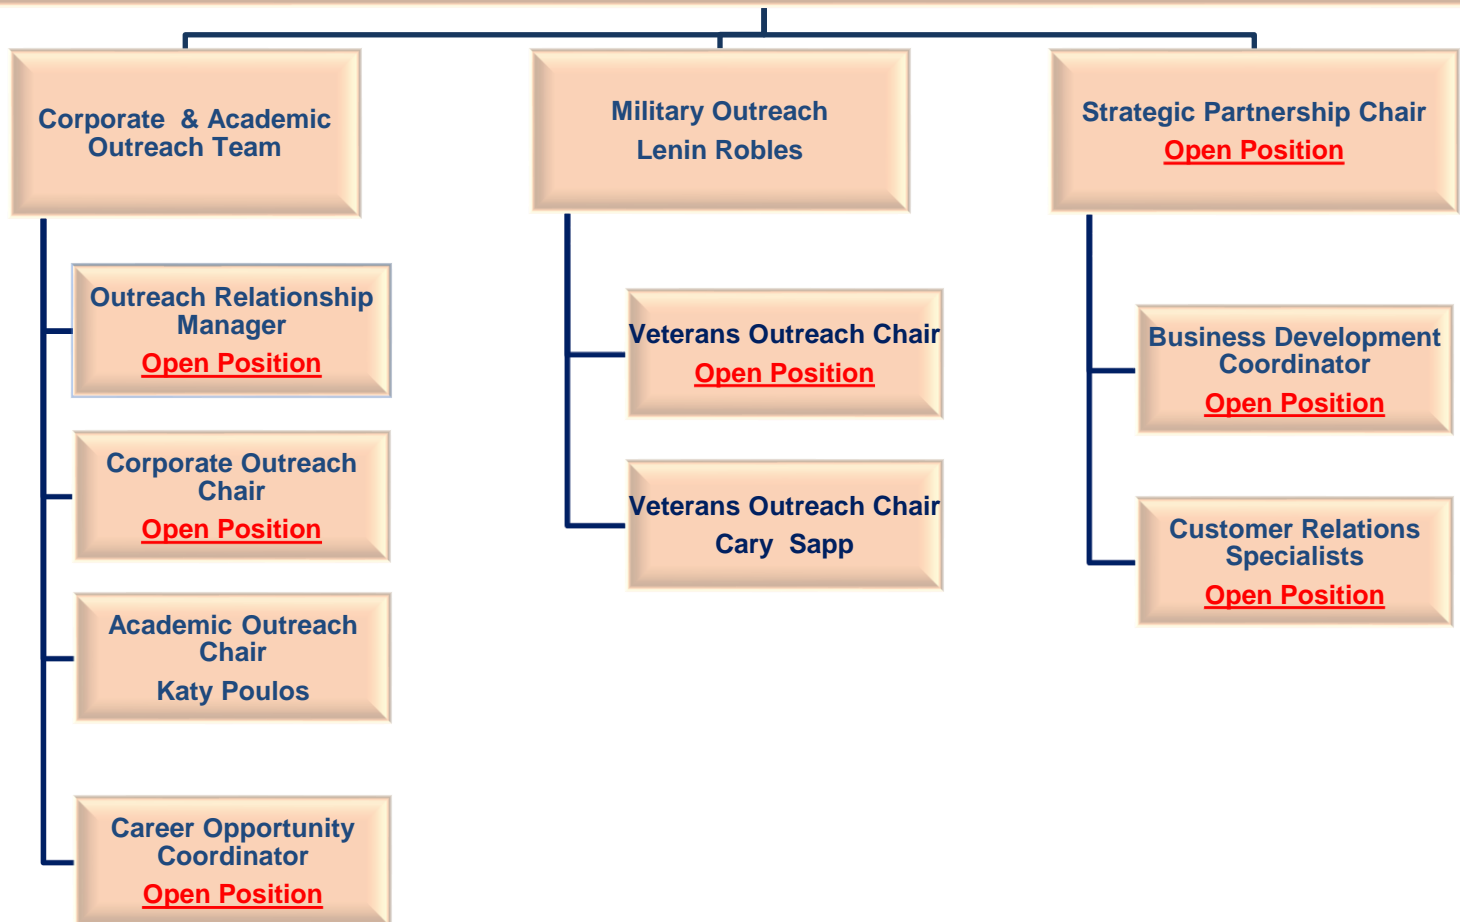 Corporate & Academic
Outreach Team
Military Outreach
Lenin Robles
Strategic Partnership Chair
Open Position
Outreach Relationship
Manager
Open Position
Corporate Outreach
Chair
Open Position
Academic Outreach
Chair
Katy Poulos
Career Opportunity
Coordinator
Open Position
Veterans Outreach Chair
Open Position
Veterans Outreach Chair
Cary Sapp
Business Development
Coordinator
Open Position
Customer Relations
Specialists
Open Position